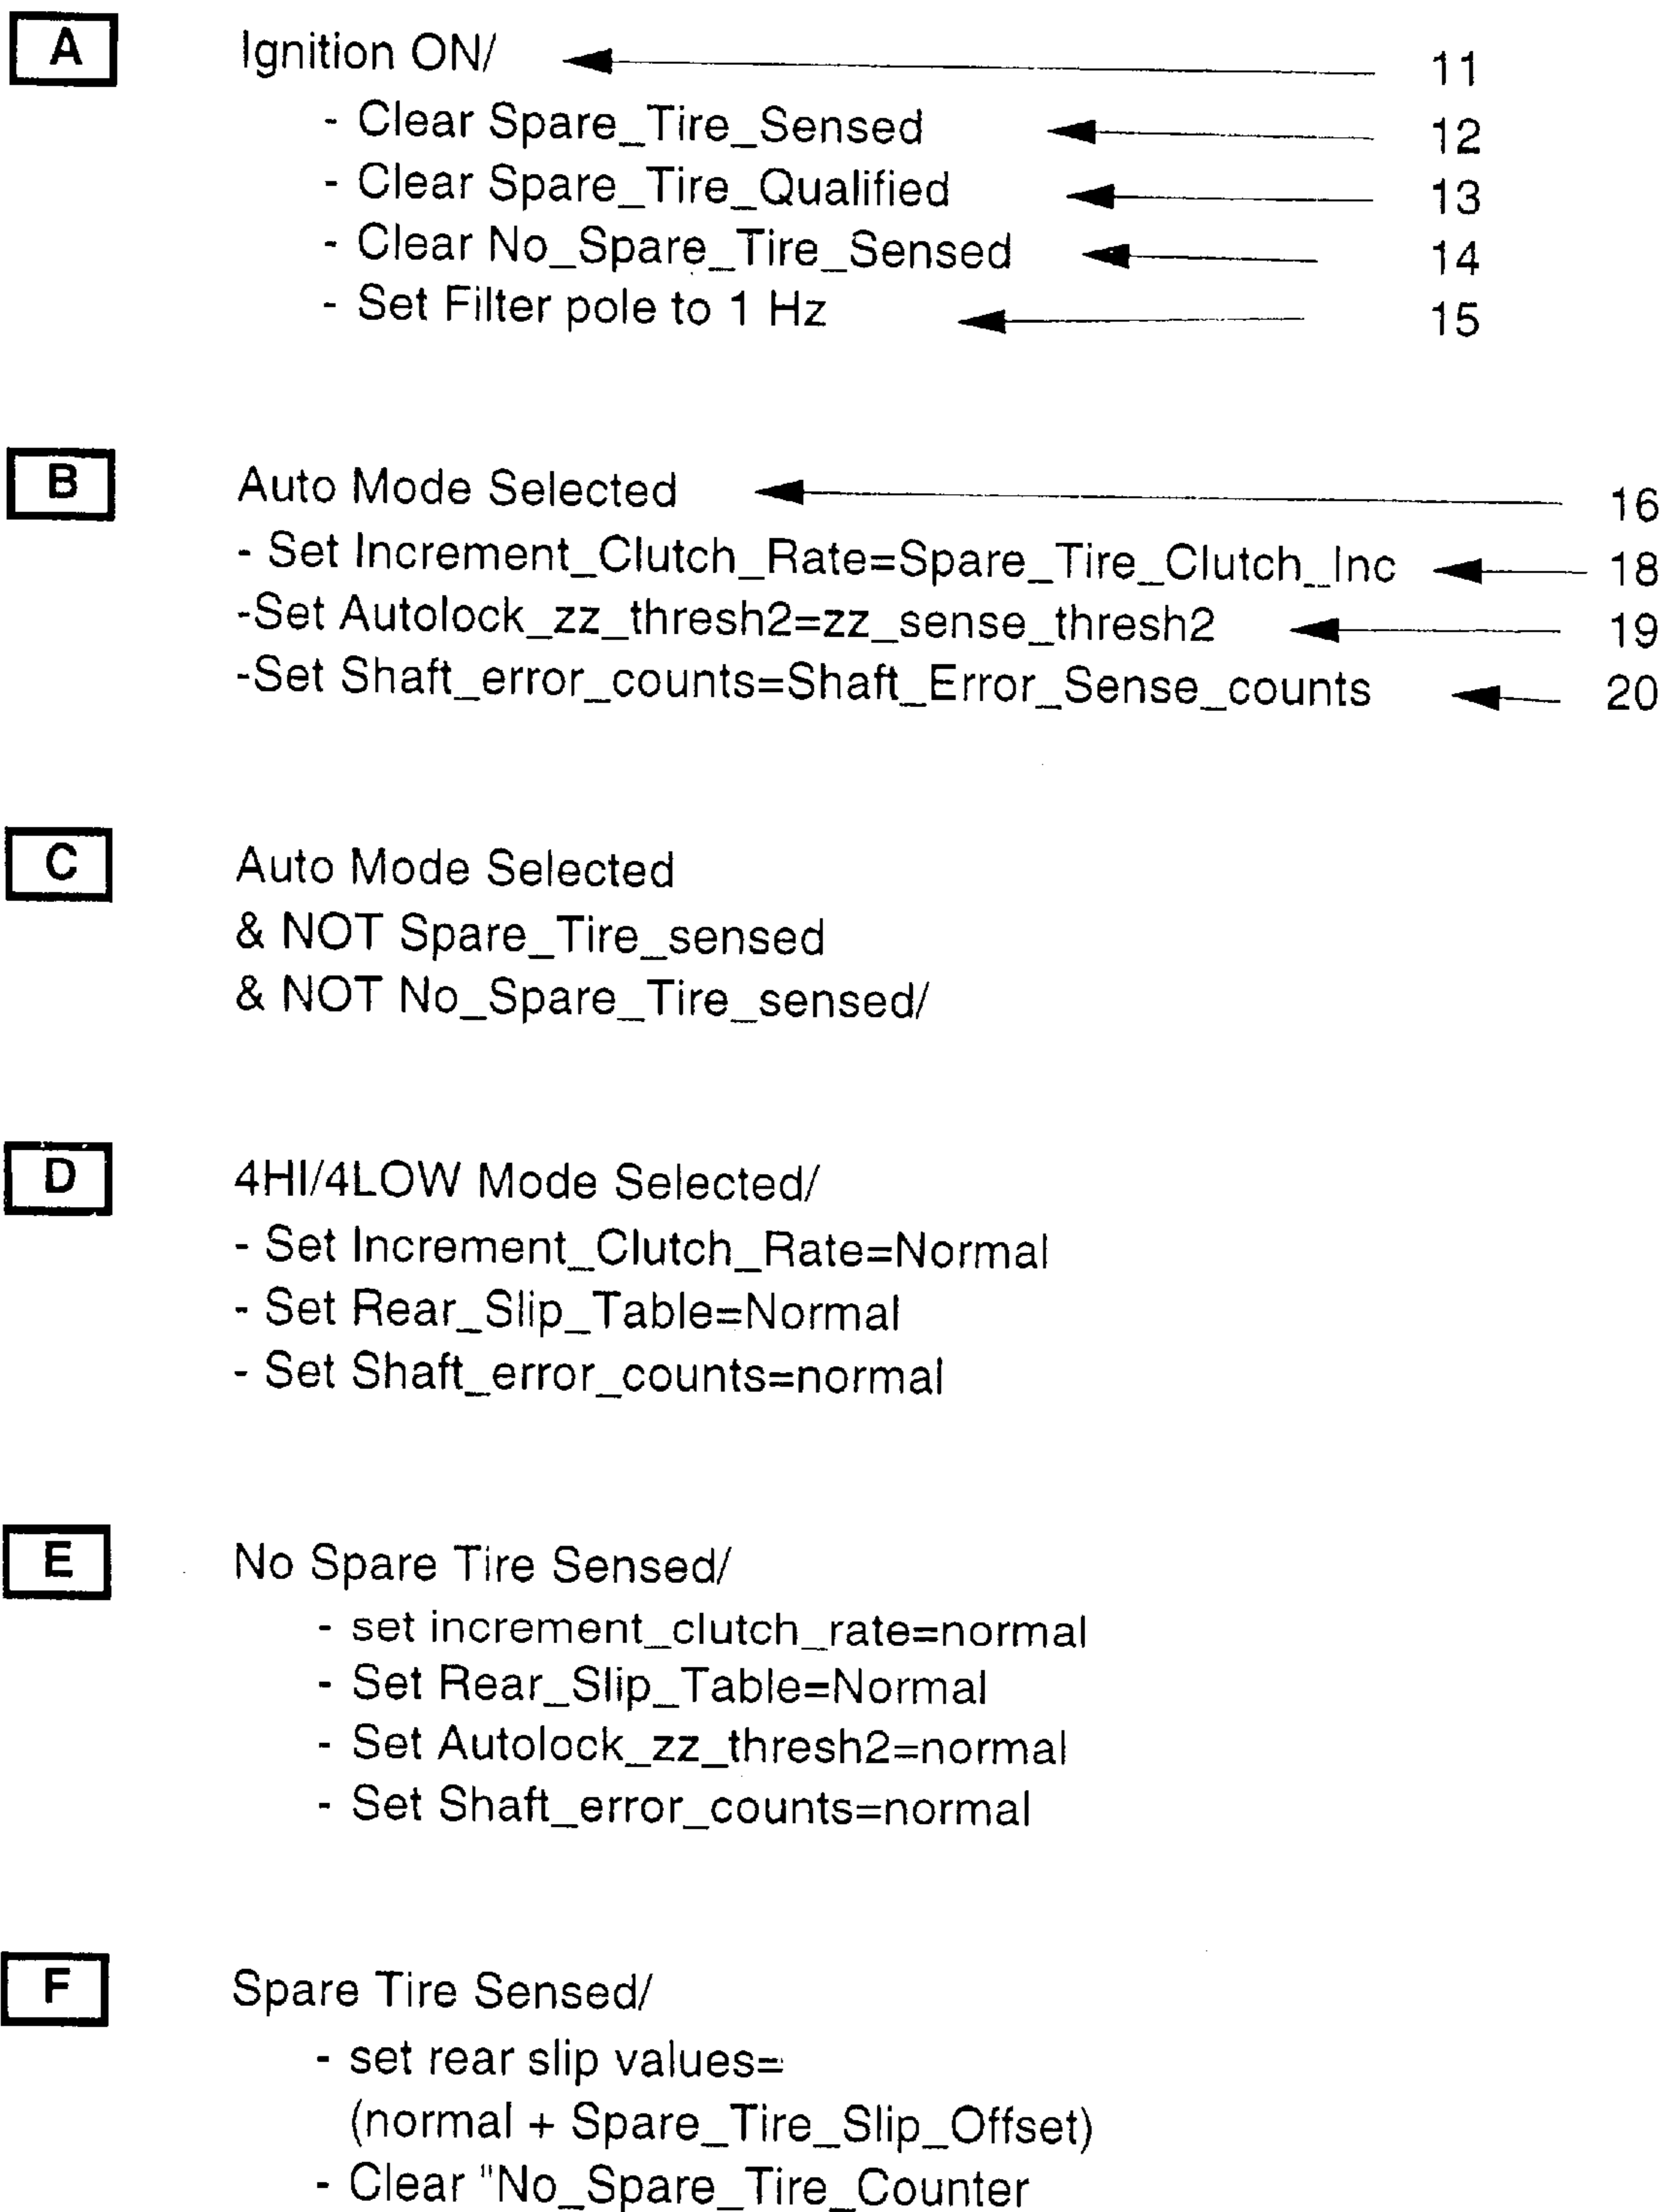 A Ignition ON/ 11
- Clear Spare_Tire_Sensed 12
- Clear Spare_Tire_Qualified 13
- Clear No_Spare_Tire_Sensed 14
- Set Filter pole to 1 Hz 15
B Auto Mode Selected 16
- Set Increment_Clutch_Rate=Spare_Tire_Clutch_Inc 18
-Set Autolock_zz_thresh2=zz_sense_thresh2 19
-Set Shaft_error_counts=Shaft_Error_Sense_counts 20
C Auto Mode Selected
& NOT Spare_Tire_sensed
& NOT No_Spare_Tire_sensed/
D 4HI/4LOW Mode Selected/
- Set Increment_Clutch_Rate=Normal
- Set Rear_Slip_Table=Normal
- Set Shaft_error_counts=normal
E No Spare Tire Sensed/
- set increment_clutch_rate=normal
- Set Rear_Slip_Table=Normal
- Set Autolock_zz_thresh2=normal
- Set Shaft_error_counts=normal
F Spare Tire Sensed/
- set rear slip values=
(normal + Spare_Tire_Slip_Offset)
- Clear "No_Spare_Tire_Counter